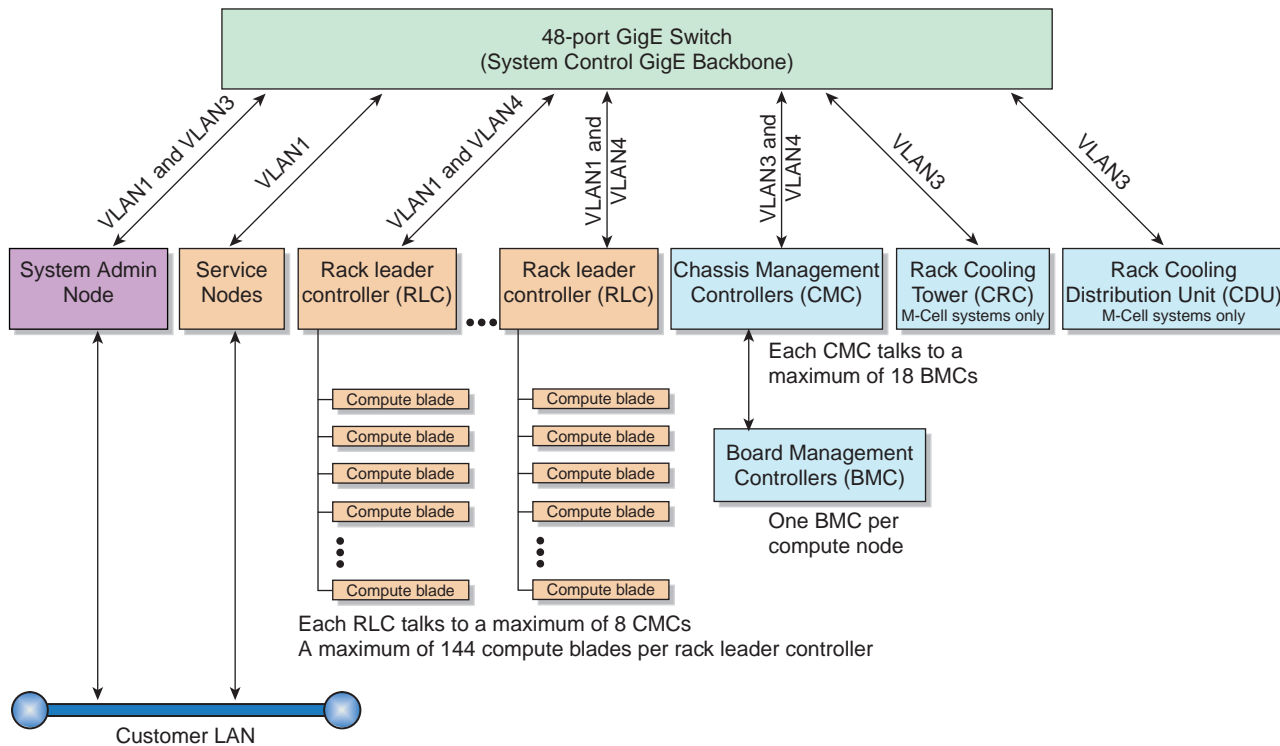 48-port GigE Switch
(System Control GigE Backbone)
VLAN1 and VLAN3
VLAN1
VLAN1 and VLAN4
VLAN1 and
VLAN4
VLAN3 and
VLAN4
VLAN3
VLAN3
System Admin
Node
Service
Nodes
Rack leader
controller (RLC)
Rack leader
controller (RLC)
Chassis Management
Controllers (CMC)
Rack Cooling
Tower (CRC)
M-Cell systems only
Rack Cooling
Distribution Unit (CDU)
M-Cell systems only
Each CMC talks to a
maximum of 18 BMCs
Compute blade
Compute blade
Compute blade
Compute blade
Compute blade
Compute blade
Compute blade
Compute blade
Compute blade
Compute blade
Board Management
Controllers (BMC)
One BMC per
compute node
Each RLC talks to a maximum of 8 CMCs
A maximum of 144 compute blades per rack leader controller
Customer LAN